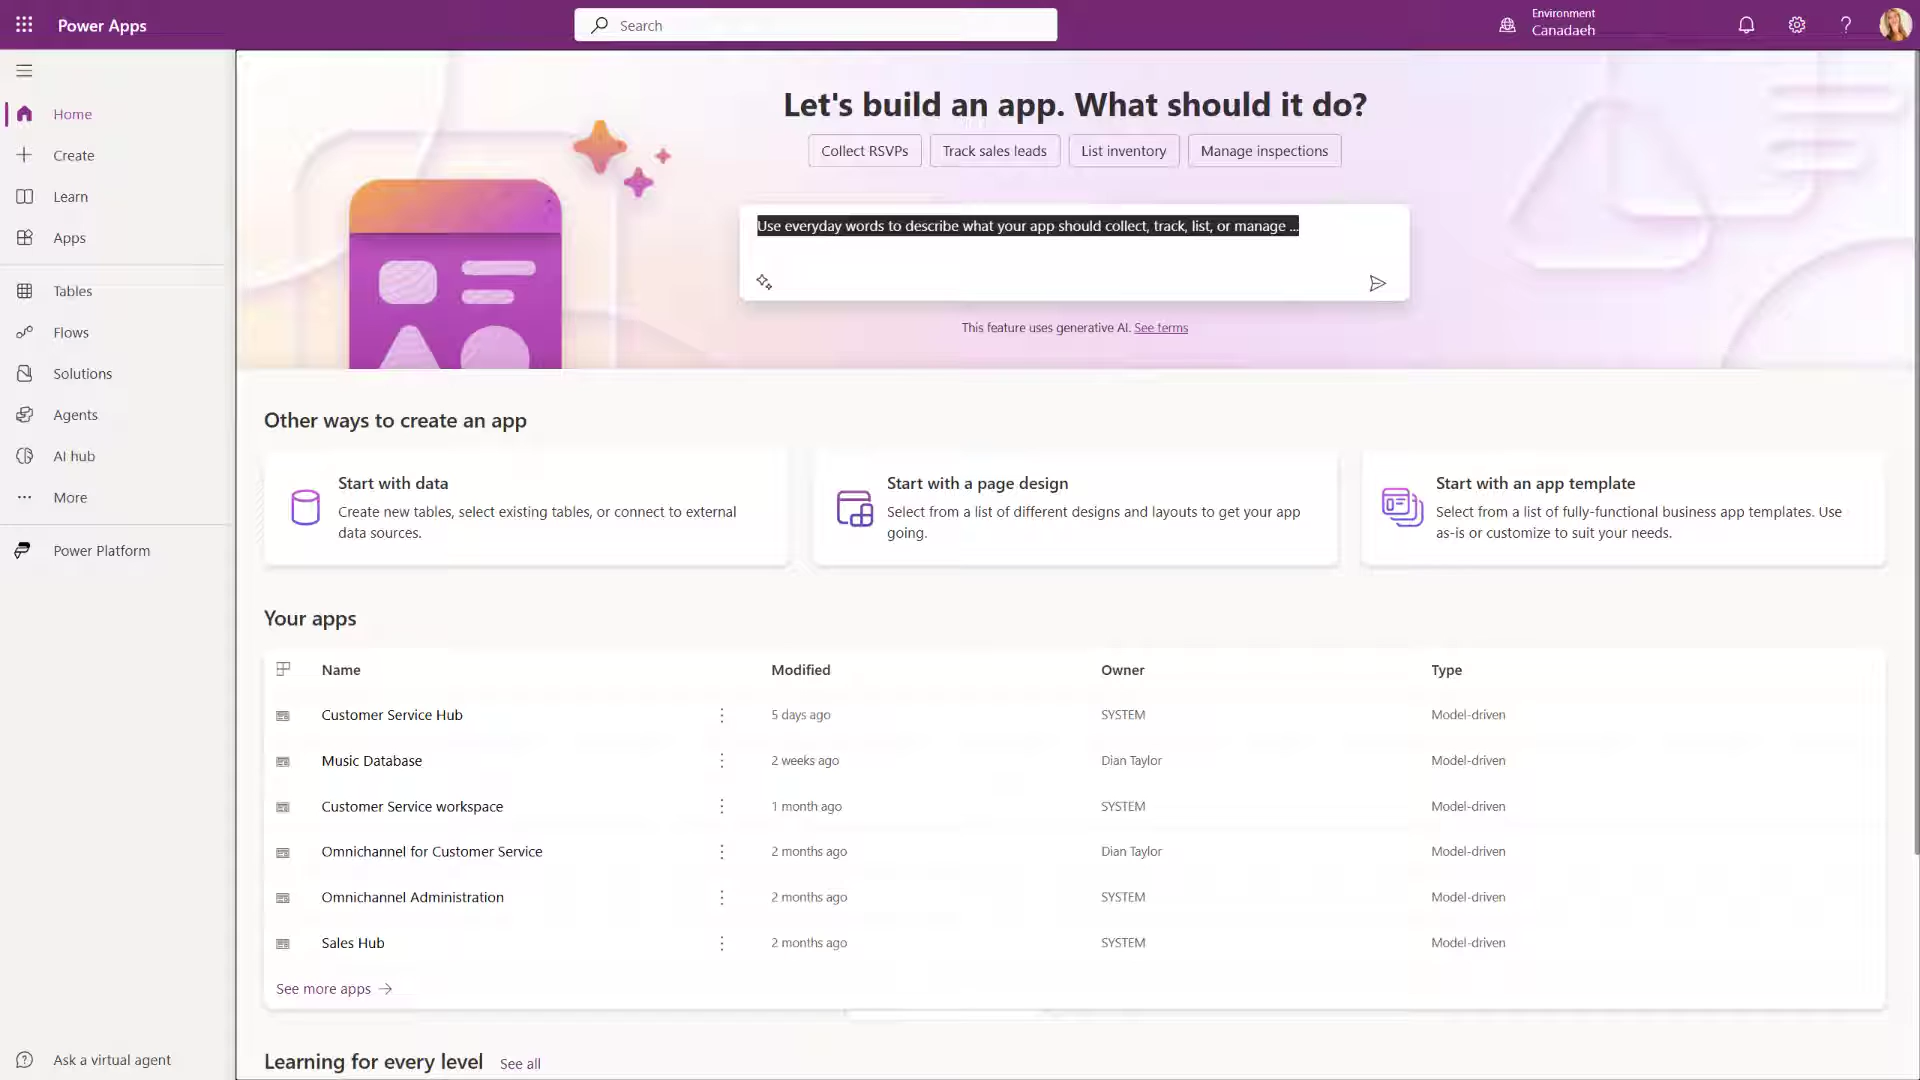 Power Apps
Search
Environment
Canadaeh
Home
Create
Learn
Apps
Tables
Flows
Solutions
Agents
AI hub
More
Power Platform
Ask a virtual agent
Let's build an app. What should it do?
Collect RSVPs
Track sales leads
List inventory
Manage inspections
Use everyday words to describe what your app should collect, track, list, or manage ...
This feature uses generative AI. See terms
Other ways to create an app
Start with data
Create new tables, select existing tables, or connect to external
data sources.
Start with a page design
Select from a list of different designs and layouts to get your app
going.
Start with an app template
Select from a list of fully-functional business app templates. Use
as-is or customize to suit your needs.
Your apps
Name Modified Owner Type
Customer Service Hub 5 days ago SYSTEM Model-driven
Music Database 2 weeks ago Dian Taylor Model-driven
Customer Service workspace 1 month ago SYSTEM Model-driven
Omnichannel for Customer Service 2 months ago Dian Taylor Model-driven
Omnichannel Administration 2 months ago SYSTEM Model-driven
Sales Hub 2 months ago SYSTEM Model-driven
See more apps
Learning for every level See all